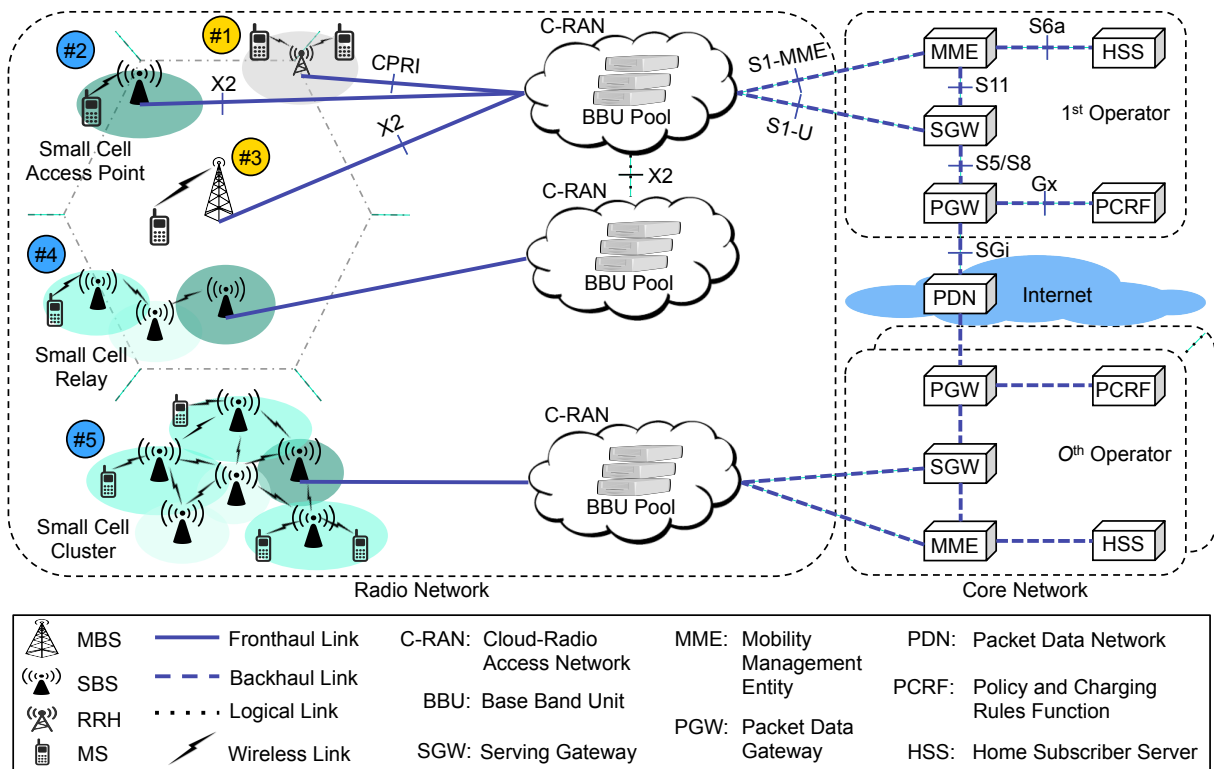 #1
#2
X2
CPRI
Small Cell
Access Point
#3
X2
C-RAN
BBU Pool
X2
#4
Small Cell
Relay
C-RAN
BBU Pool
#5
Small Cell
Cluster
C-RAN
BBU Pool
Radio Network
S1-MME
S1-U
MME
S6a
HSS
S11
1st Operator
SGW
S5/S8
Gx
PGW
PCRF
SGi
PDN
Internet
PGW
PCRF
SGW
Oth Operator
MME
HSS
Core Network
MBS
SBS
RRH
MS
Fronthaul Link
Backhaul Link
Logical Link
Wireless Link
C-RAN: Cloud-Radio
Access Network
BBU: Base Band Unit
SGW: Serving Gateway
MME: Mobility
Management
Entity
PGW: Packet Data
Gateway
PDN: Packet Data Network
PCRF: Policy and Charging
Rules Function
HSS: Home Subscriber Server